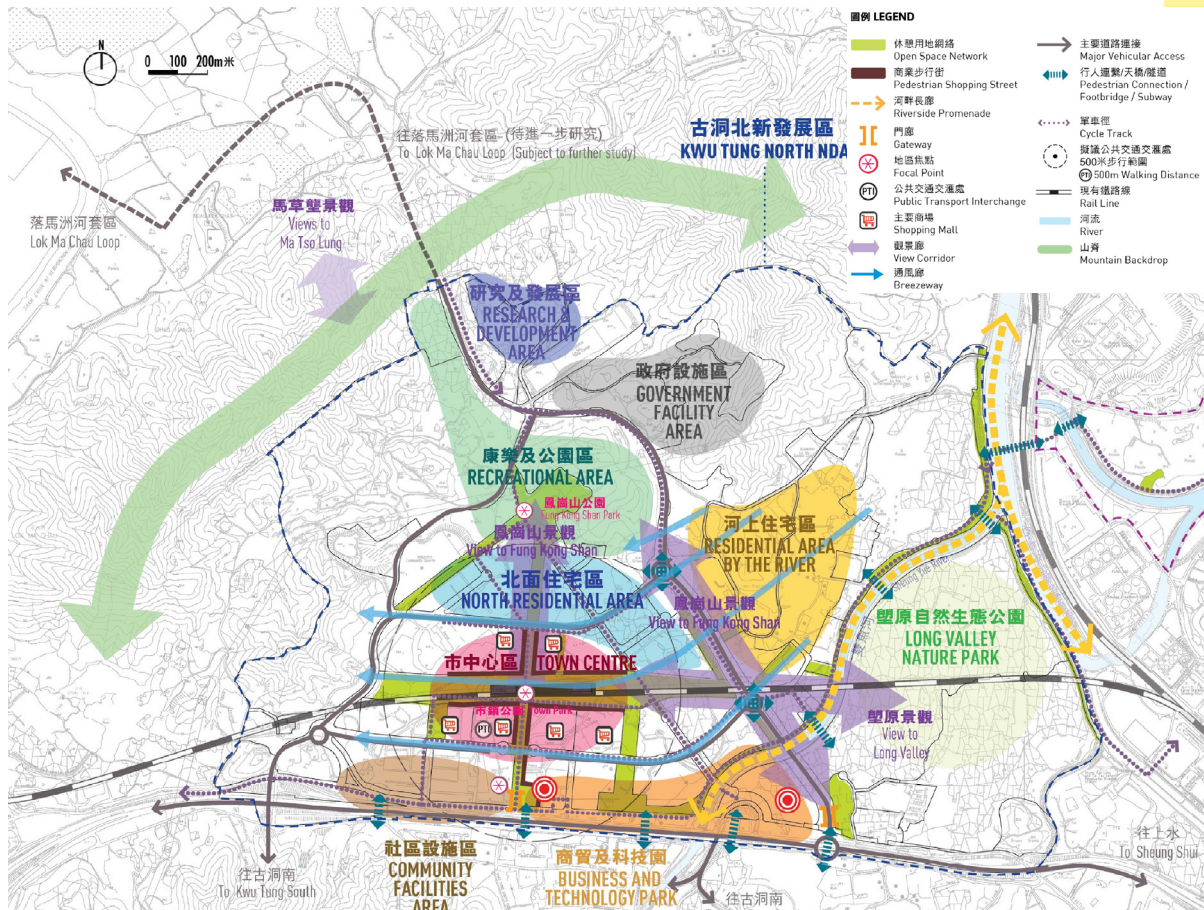 圖例 LEGEND
休憩用地網絡
Open Space Network
商業步行街
Pedestrian Shopping Street
河畔長廊
Riverside Promenade
門廊
Gateway
地區焦點
Focal Point
PTI
公共交通交滙處
Public Transport Interchange
主要商場
Shopping Mall
觀景廊
View Corridor
通風廊
Breezeway
主要道路連接
Major Vehicular Access
行人連繫/天橋/隧道
Pedestrian Connection /
Footbridge / Subway
單車徑
Cycle Track
擬議公共交通交滙處
500米步行範圍
PTI 500m Walking Distance
現有鐵路線
Rail Line
河流
River
山脊
Mountain Backdrop
N
0 100 200m米
往落馬洲河套區 (待進一步研究)
To Lok Ma Chau Loop (Subject to further study)
古洞北新發展區
KWU TUNG NORTH NDA
落馬洲河套區
Lok Ma Chau Loop
馬草壟景觀
Views to
Ma Tso Lung
研究及發展區
RESEARCH &
DEVELOPMENT
AREA
政府設施區
GOVERNMENT
FACILITY
AREA
康樂及公園區
RECREATIONAL AREA
鳳崗山公園
Fung Kong Shan Park
鳳崗山景觀
View to Fung Kong Shan
河上住宅區
RESIDENTIAL AREA
BY THE RIVER
北面住宅區
NORTH RESIDENTIAL AREA
鳳崗山景觀
View to Fung Kong Shan
Sheung Yue River
塱原自然生態公園
LONG VALLEY
NATURE PARK
市中心區 TOWN CENTRE
市鎮公園 Town Park
PTI
塱原景觀
View to
Long Valley
社區設施區
COMMUNITY
FACILITIES
AREA
商貿及科技園
BUSINESS AND
TECHNOLOGY PARK
往古洞南
To Kwu Tung South
往古洞南
往上水
To Sheung Shui